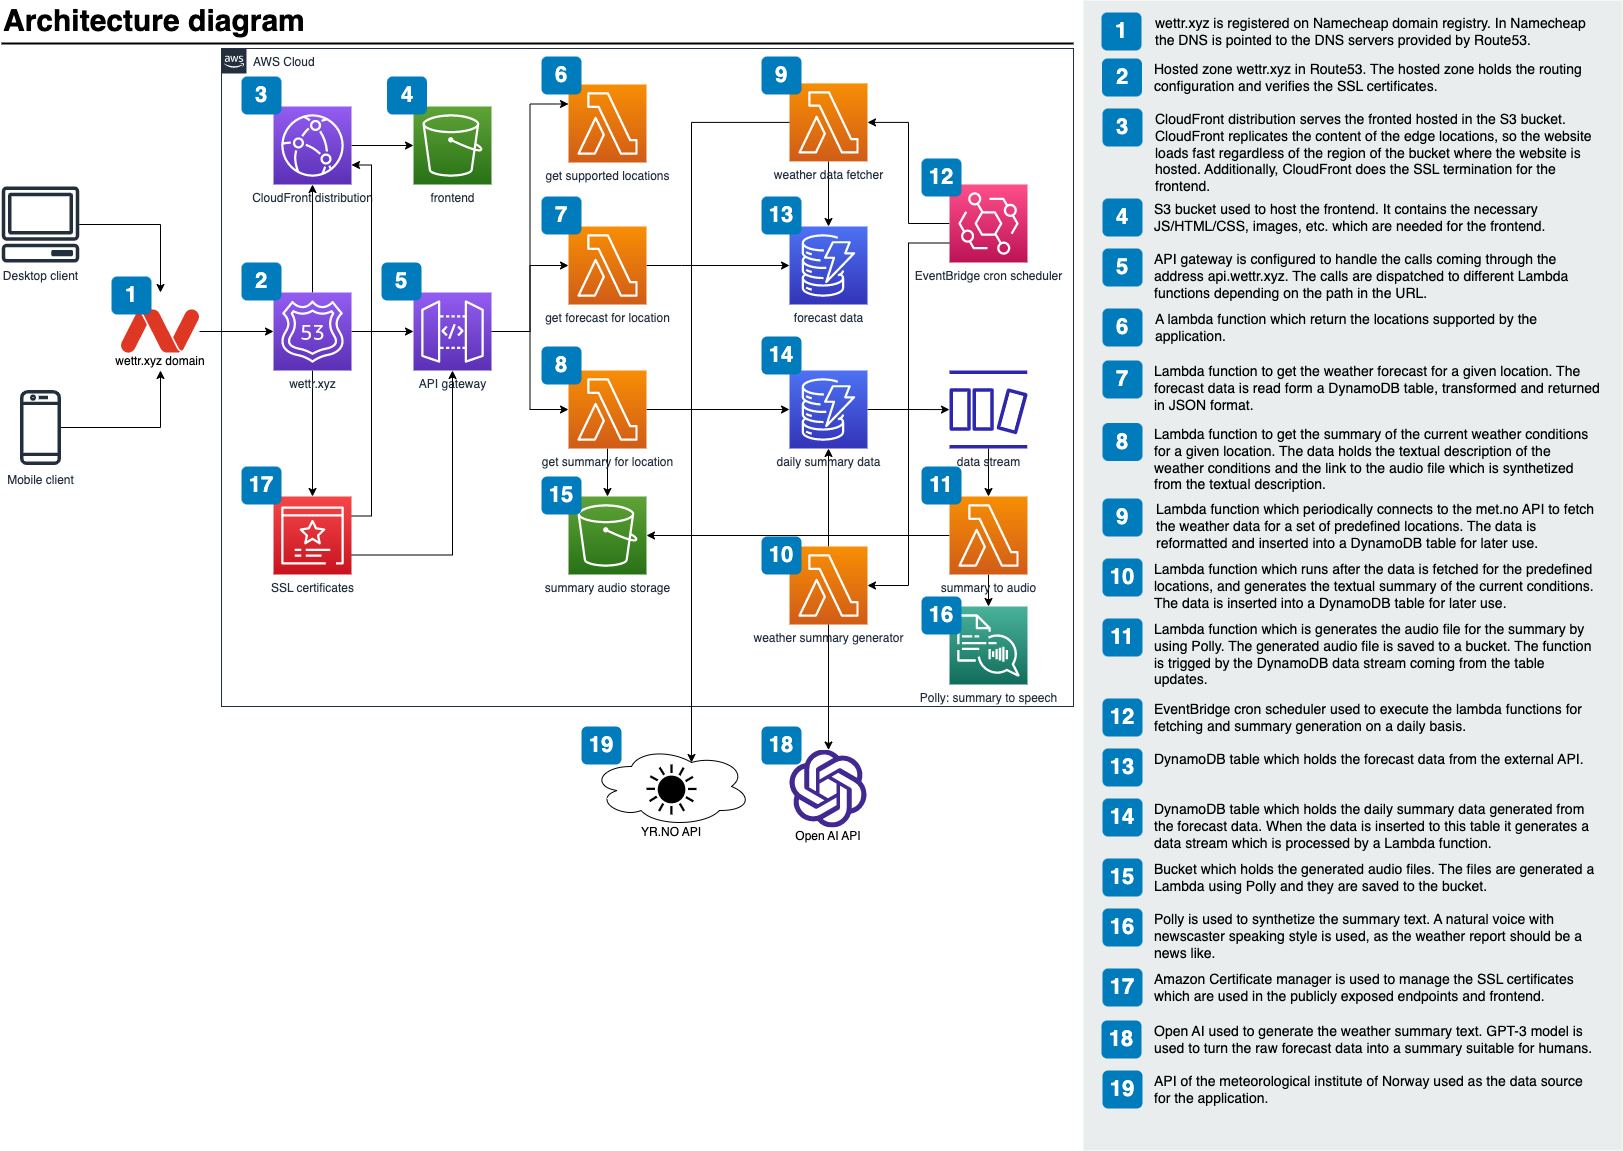 Architecture diagram
aws
AWS Cloud
3
4
6
9
CloudFront distribution
frontend
get supported locations
weather data fetcher
12
7
13
Desktop client
EventBridge cron scheduler
1
2
5
53
</>
get forecast for location
forecast data
wettr.xyz domain
wettr.xyz
API gateway
8
14
Mobile client
get summary for location
daily summary data
data stream
17
15
11
SSL certificates
summary audio storage
10
summary to audio
16
weather summary generator
Polly: summary to speech
19
18
YR.NO API
Open AI API
1
wettr.xyz is registered on Namecheap domain registry. In Namecheap
the DNS is pointed to the DNS servers provided by Route53.
2
Hosted zone wettr.xyz in Route53. The hosted zone holds the routing
configuration and verifies the SSL certificates.
3
CloudFront distribution serves the fronted hosted in the S3 bucket.
CloudFront replicates the content of the edge locations, so the website
loads fast regardless of the region of the bucket where the website is
hosted. Additionally, CloudFront does the SSL termination for the
frontend.
4
S3 bucket used to host the frontend. It contains the necessary
JS/HTML/CSS, images, etc. which are needed for the frontend.
5
API gateway is configured to handle the calls coming through the
address api.wettr.xyz. The calls are dispatched to different Lambda
functions depending on the path in the URL.
6
A lambda function which return the locations supported by the
application.
7
Lambda function to get the weather forecast for a given location. The
forecast data is read form a DynamoDB table, transformed and returned
in JSON format.
8
Lambda function to get the summary of the current weather conditions
for a given location. The data holds the textual description of the
weather conditions and the link to the audio file which is synthetized
from the textual description.
9
Lambda function which periodically connects to the met.no API to fetch
the weather data for a set of predefined locations. The data is
reformatted and inserted into a DynamoDB table for later use.
10
Lambda function which runs after the data is fetched for the predefined
locations, and generates the textual summary of the current conditions.
The data is inserted into a DynamoDB table for later use.
11
Lambda function which is generates the audio file for the summary by
using Polly. The generated audio file is saved to a bucket. The function
is trigged by the DynamoDB data stream coming from the table
updates.
12
EventBridge cron scheduler used to execute the lambda functions for
fetching and summary generation on a daily basis.
13
DynamoDB table which holds the forecast data from the external API.
14
DynamoDB table which holds the daily summary data generated from
the forecast data. When the data is inserted to this table it generates a
data stream which is processed by a Lambda function.
15
Bucket which holds the generated audio files. The files are generated a
Lambda using Polly and they are saved to the bucket.
16
Polly is used to synthetize the summary text. A natural voice with
newscaster speaking style is used, as the weather report should be a
news like.
17
Amazon Certificate manager is used to manage the SSL certificates
which are used in the publicly exposed endpoints and frontend.
18
Open AI used to generate the weather summary text. GPT-3 model is
used to turn the raw forecast data into a summary suitable for humans.
19
API of the meteorological institute of Norway used as the data source
for the application.